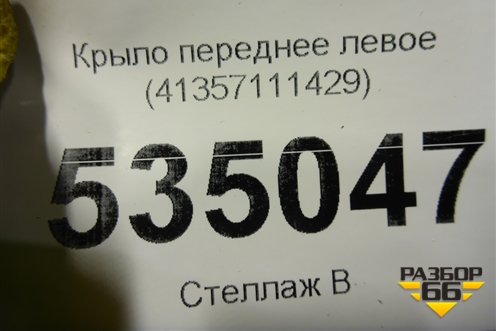 Крыло переднее левое
(41357111429)
535047
Стеллаж В
РАЗБОР
66